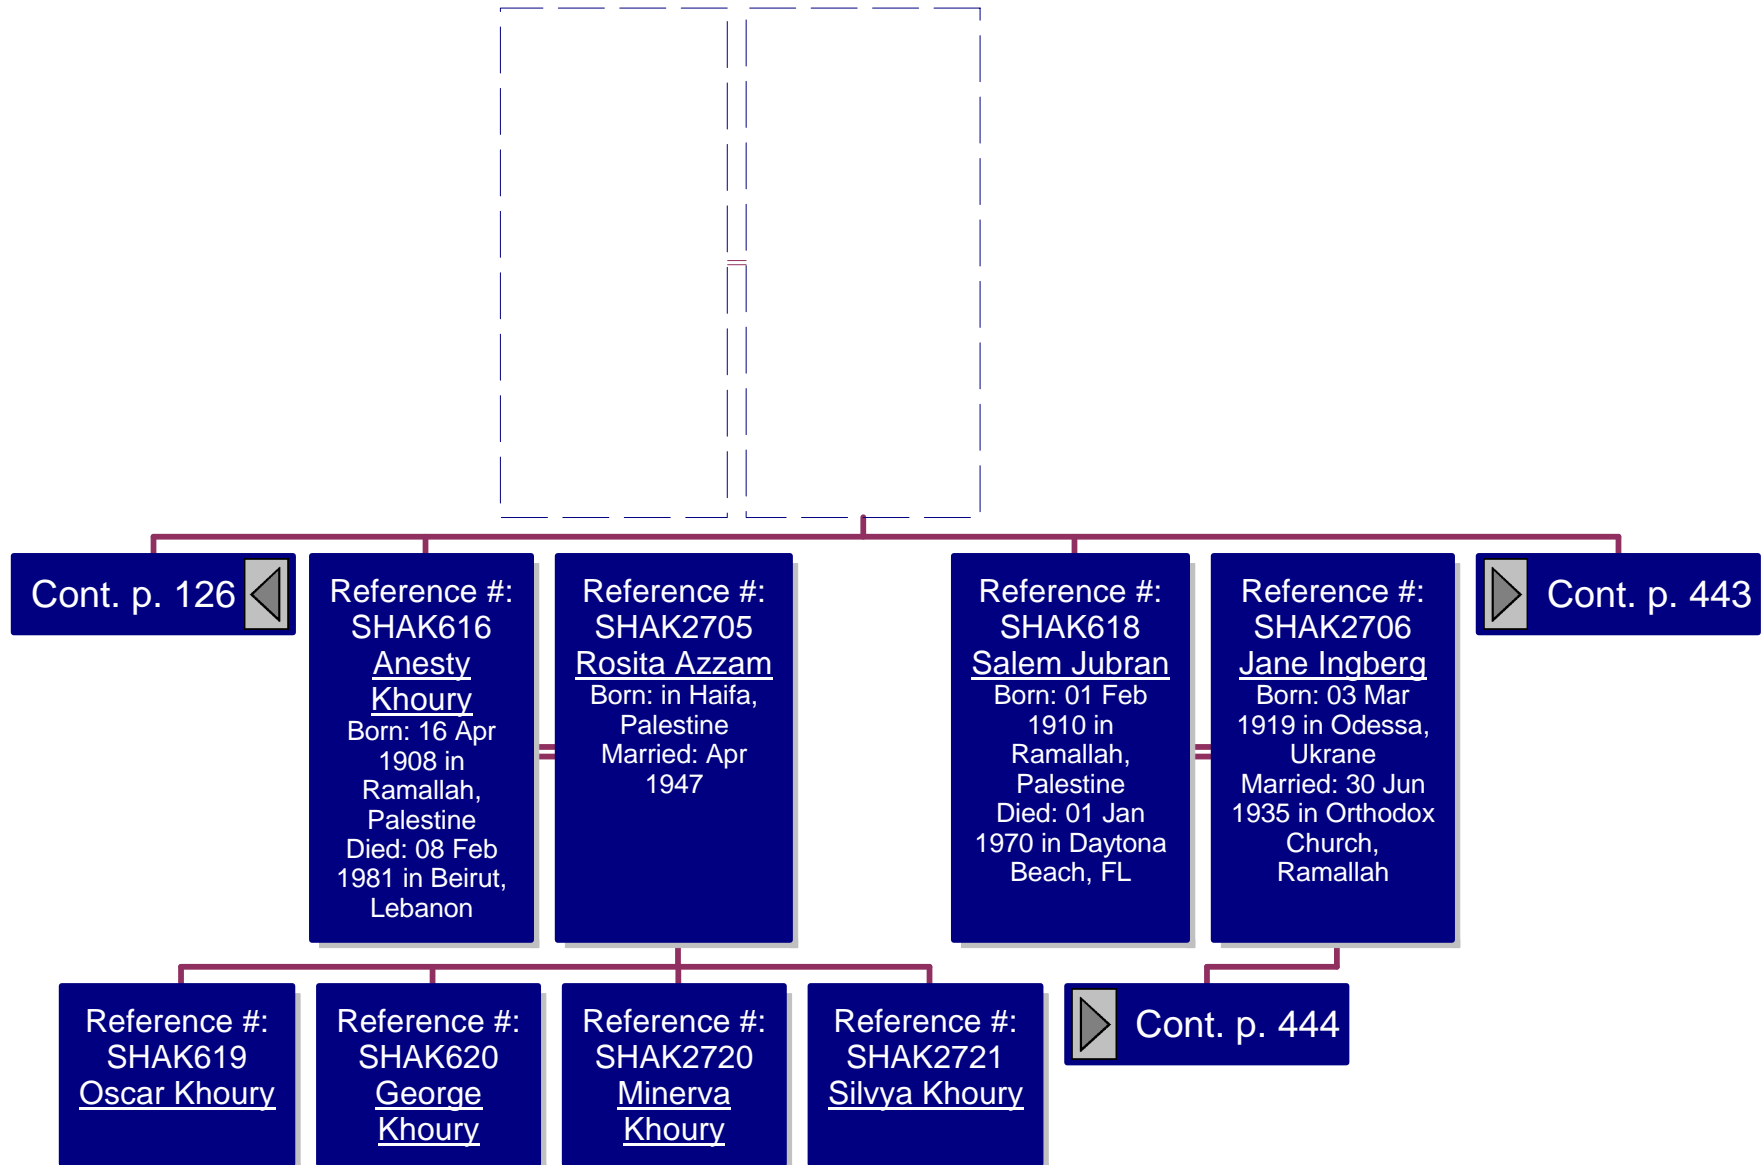 Cont. p. 126
Reference #:
SHAK616
Anesty
Khoury
Born: 16 Apr
1908 in
Ramallah,
Palestine
Died: 08 Feb
1981 in Beirut,
Lebanon
Reference #:
SHAK2705
Rosita Azzam
Born: in Haifa,
Palestine
Married: Apr
1947
Reference #:
SHAK618
Salem Jubran
Born: 01 Feb
1910 in
Ramallah,
Palestine
Died: 01 Jan
1970 in Daytona
Beach, FL
Reference #:
SHAK2706
Jane Ingberg
Born: 03 Mar
1919 in Odessa,
Ukrane
Married: 30 Jun
1935 in Orthodox
Church,
Ramallah
Cont. p. 443
Reference #:
SHAK619
Oscar Khoury
Reference #:
SHAK620
George
Khoury
Reference #:
SHAK2720
Minerva
Khoury
Reference #:
SHAK2721
Silvya Khoury
Cont. p. 444